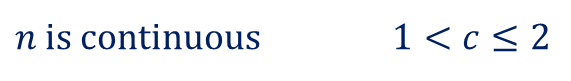 n is continuous 1 < c ≤ 2